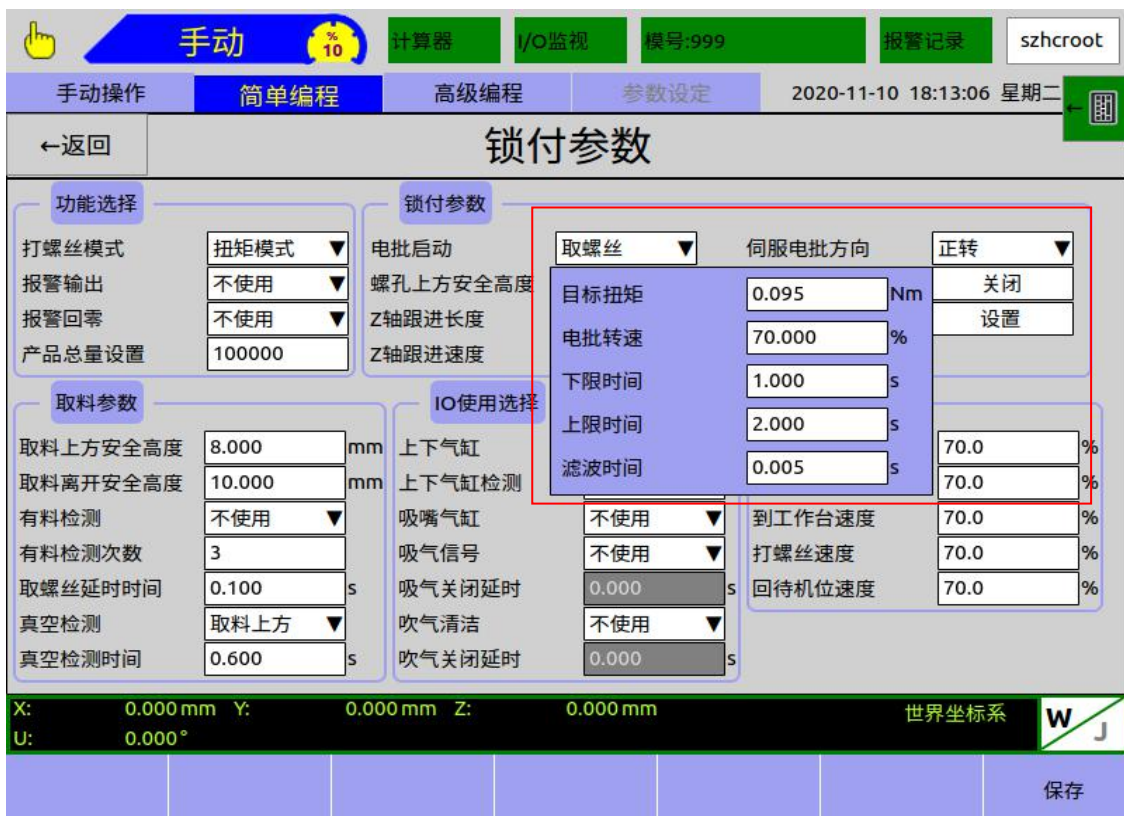 手动 % 10 计算器 I/O监视 模号:999 报警记录 szhcroot
手动操作 简单编程 高级编程 参数设定 2020-11-10 18:13:06 星期二 ←
←返回 锁付参数
功能选择
打螺丝模式 扭矩模式 ▼
报警输出 不使用 ▼
报警回零 不使用 ▼
产品总量设置 100000
锁付参数
电批启动 取螺丝 ▼ 伺服电批方向 正转 ▼
螺孔上方安全高度 关闭
Z轴跟进长度 设置
Z轴跟进速度
目标扭矩 0.095 Nm
电批转速 70.000 %
下限时间 1.000 s
上限时间 2.000 s
滤波时间 0.005 s
取料参数
取料上方安全高度 8.000 mm
取料离开安全高度 10.000 mm
有料检测 不使用 ▼
有料检测次数 3
取螺丝延时时间 0.100 s
真空检测 取料上方 ▼
真空检测时间 0.600 s
IO使用选择
上下气缸
上下气缸检测
吸嘴气缸 不使用 ▼
吸气信号 不使用 ▼
吸气关闭延时 0.000 s
吹气清洁 不使用 ▼
吹气关闭延时 0.000 s
70.0 %
70.0 %
到工作台速度 70.0 %
打螺丝速度 70.0 %
回待机位速度 70.0 %
X: 0.000 mm Y: 0.000 mm Z: 0.000 mm 世界坐标系 W J
U: 0.000 °
保存